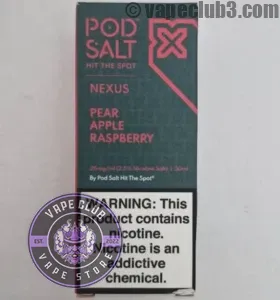 vapeclub3.com
POD
SALT
HIT THE SPOT
NEXUS
PEAR
APPLE
RASPBERRY
By Pod Salt Hit The Spot®
WARNING: This
product contains
nicotine.
Nicotine is an
addictive
chemical.
VAPE CLUB
EST.
2022
VAPE STORE